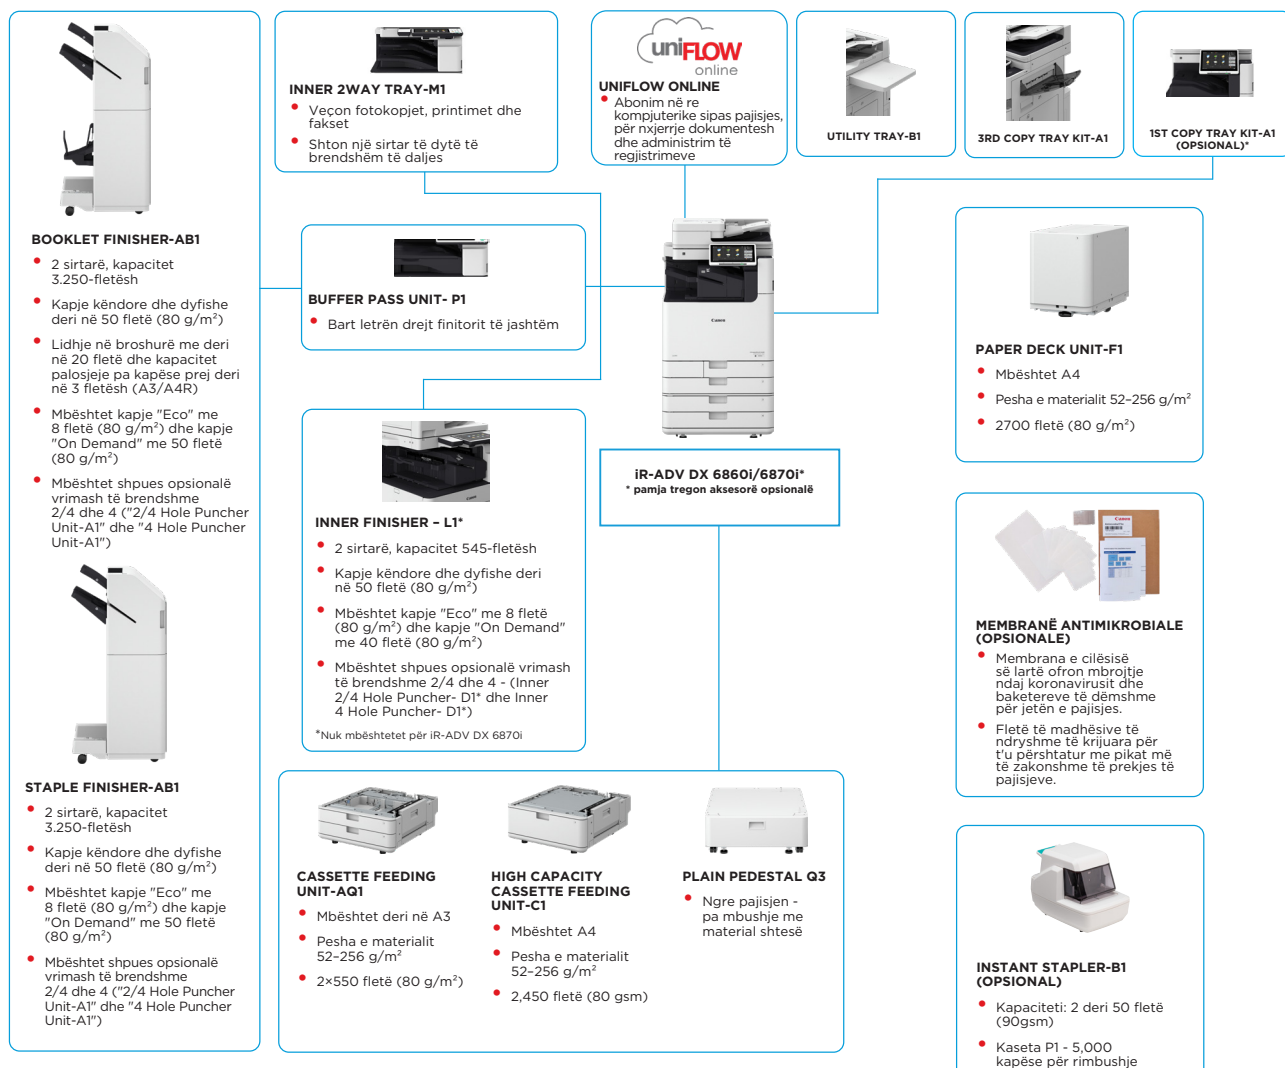 BOOKLET FINISHER-AB1
• 2 sirtarë, kapacitet
3.250-fletësh
• Kapje këndore dhe dyfishe
deri në 50 fletë (80 g/m²)
• Lidhje në broshurë me deri
në 20 fletë dhe kapacitet
palosjeje pa kapëse prej deri
në 3 fletësh (A3/A4R)
• Mbështet kapje "Eco" me
8 fletë (80 g/m²) dhe kapje
"On Demand" me 50 fletë
(80 g/m²)
• Mbështet shpues opsionalë
vrimash të brendshme
2/4 dhe 4 ("2/4 Hole Puncher
Unit-A1" dhe "4 Hole Puncher
Unit-A1")
STAPLE FINISHER-AB1
• 2 sirtarë, kapacitet
3.250-fletësh
• Kapje këndore dhe dyfishe
deri në 50 fletë (80 g/m²)
• Mbështet kapje "Eco" me
8 fletë (80 g/m²) dhe kapje
"On Demand" me 50 fletë
(80 g/m²)
• Mbështet shpues opsionalë
vrimash të brendshme
2/4 dhe 4 ("2/4 Hole Puncher
Unit-A1" dhe "4 Hole Puncher
Unit-A1")
INNER 2WAY TRAY-M1
• Veçon fotokopjet, printimet dhe
fakset
• Shton një sirtar të dytë të
brendshëm të daljes
BUFFER PASS UNIT- P1
• Bart letrën drejt finitorit të jashtëm
INNER FINISHER – L1*
• 2 sirtarë, kapacitet 545-fletësh
• Kapje këndore dhe dyfishe deri
në 50 fletë (80 g/m²)
• Mbështet kapje "Eco" me 8 fletë
(80 g/m²) dhe kapje "On Demand"
me 40 fletë (80 g/m²)
• Mbështet shpues opsionalë vrimash
të brendshme 2/4 dhe 4 - (Inner
2/4 Hole Puncher- D1* dhe Inner
4 Hole Puncher- D1*)
*Nuk mbështetet për iR-ADV DX 6870i
uniFLOW
online
UNIFLOW ONLINE
• Abonim në re
kompjuterike sipas pajisjes,
për nxjerrje dokumentesh
dhe administrim të
regjistrimeve
UTILITY TRAY-B1
3RD COPY TRAY KIT-A1
1ST COPY TRAY KIT-A1
(OPSIONAL)*
Canon
iR-ADV DX 6860i/6870i*
* pamja tregon aksesorë opsionalë
CASSETTE FEEDING
UNIT-AQ1
• Mbështet deri në A3
• Pesha e materialit
52–256 g/m²
• 2×550 fletë (80 g/m²)
HIGH CAPACITY
CASSETTE FEEDING
UNIT-C1
• Mbështet A4
• Pesha e materialit
52–256 g/m²
• 2,450 fletë (80 gsm)
PLAIN PEDESTAL Q3
• Ngre pajisjen -
pa mbushje me
material shtesë
PAPER DECK UNIT-F1
• Mbështet A4
• Pesha e materialit 52–256 g/m²
• 2700 fletë (80 g/m²)
Canon
MEMBRANË ANTIMIKROBIALE
(OPSIONALE)
• Membrana e cilësisë
së lartë ofron mbrojtje
ndaj koronavirusit dhe
baketereve të dëmshme
për jetën e pajisjes.
• Fletë të madhësive të
ndryshme të krijuara për
t'u përshtatur me pikat më
të zakonshme të prekjes të
pajisjeve.
INSTANT STAPLER-B1
(OPSIONAL)
• Kapaciteti: 2 deri 50 fletë
(90gsm)
• Kaseta P1 - 5,000
kapëse për rimbushje